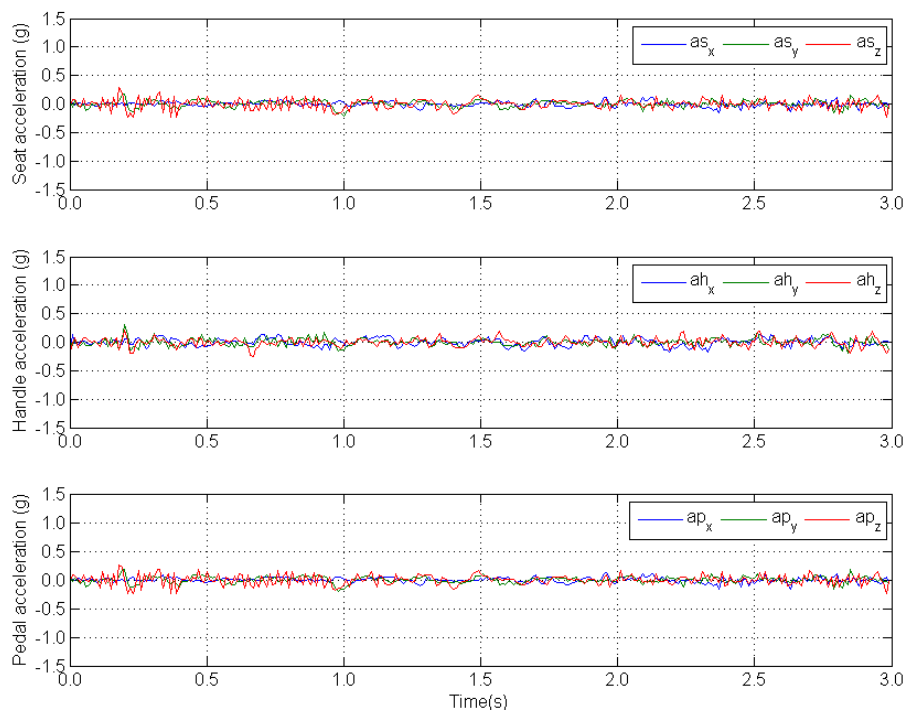 Seat acceleration (g)
1.5
1.0
0.5
0.0
-0.5
-1.0
-1.5
as_x as_y as_z
0.0 0.5 1.0 1.5 2.0 2.5 3.0
Handle acceleration (g)
1.5
1.0
0.5
0.0
-0.5
-1.0
-1.5
ah_x ah_y ah_z
0.0 0.5 1.0 1.5 2.0 2.5 3.0
Pedal acceleration (g)
1.5
1.0
0.5
0.0
-0.5
-1.0
-1.5
ap_x ap_y ap_z
0.0 0.5 1.0 1.5 2.0 2.5 3.0
Time(s)